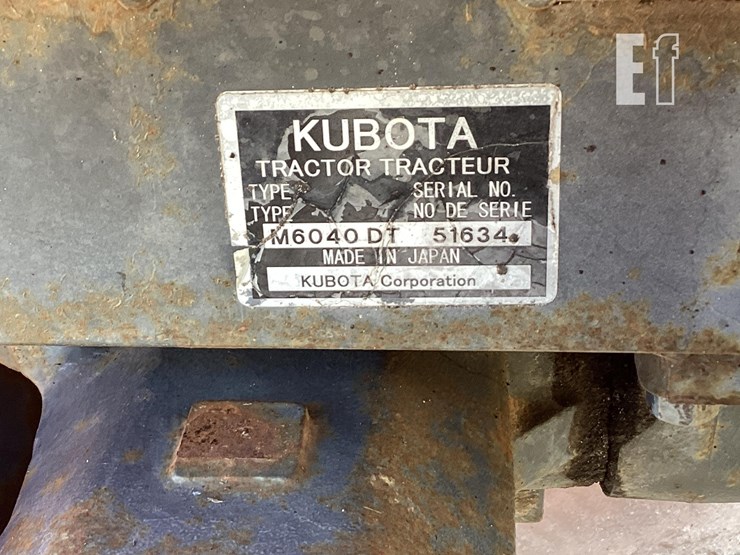 Ef
KUBOTA
TRACTOR TRACTEUR
TYPE SERIAL NO.
TYPE NO DE SERIE
M6040 DT 51634
MADE IN JAPAN
KUBOTA Corporation